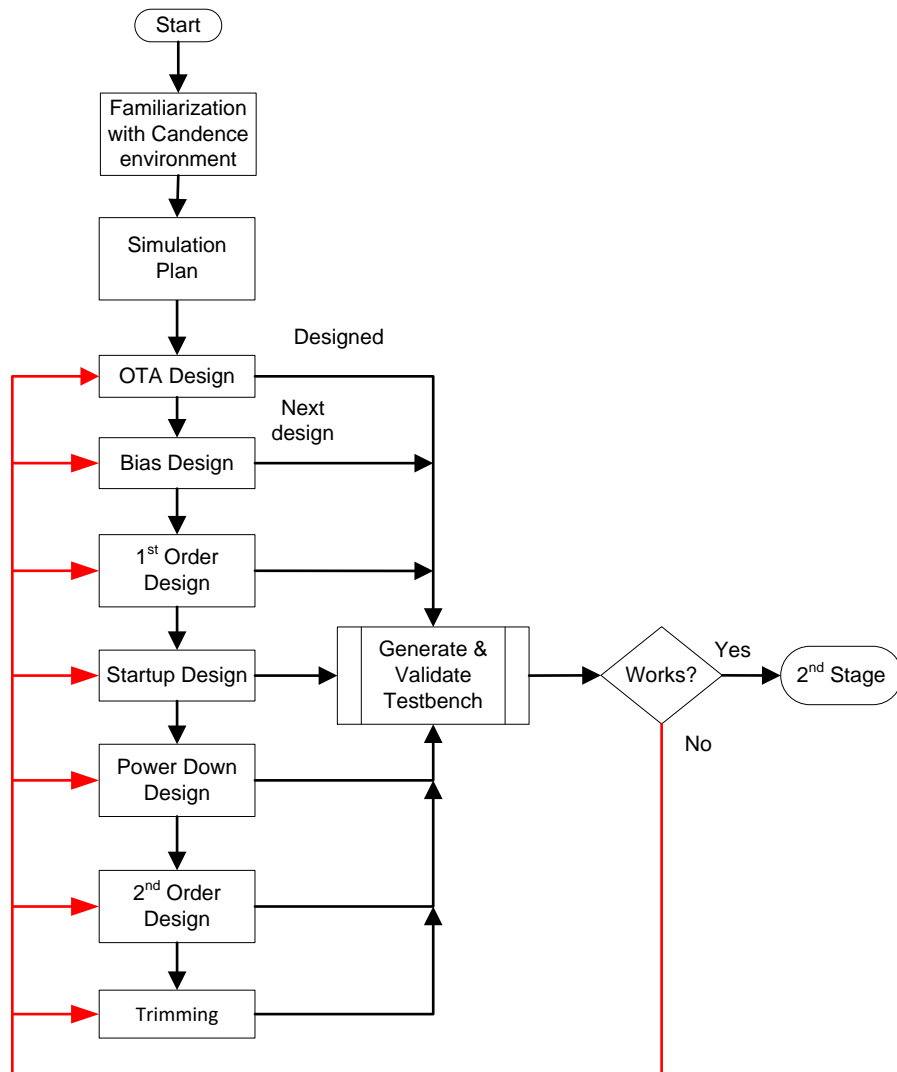 Start
Familiarization
with Candence
environment
Simulation
Plan
Designed
OTA Design
Next
design
Bias Design
1st Order
Design
Generate &
Validate
Testbench
Startup Design
Works?
Yes
2nd Stage
No
Power Down
Design
2nd Order
Design
Trimming